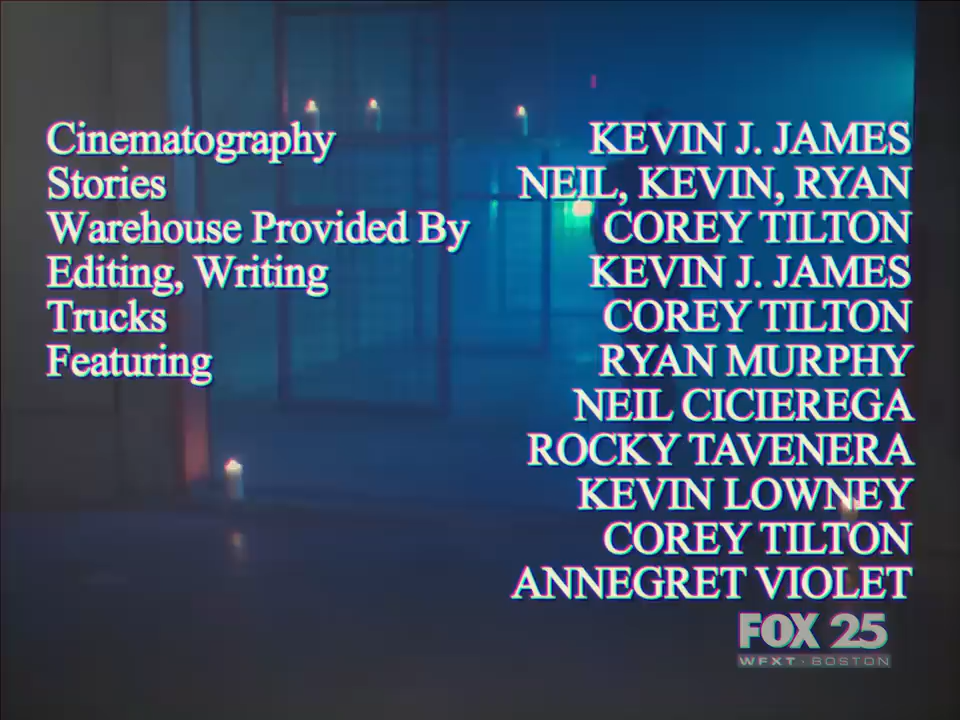 Cinematography KEVIN J. JAMES
Stories NEIL, KEVIN, RYAN
Warehouse Provided By COREY TILTON
Editing, Writing KEVIN J. JAMES
Trucks COREY TILTON
Featuring RYAN MURPHY
NEIL CICIEREGA
ROCKY TAVENERA
KEVIN LOWNEY
COREY TILTON
ANNEGRET VIOLET
FOX 25
WFXT · BOSTON